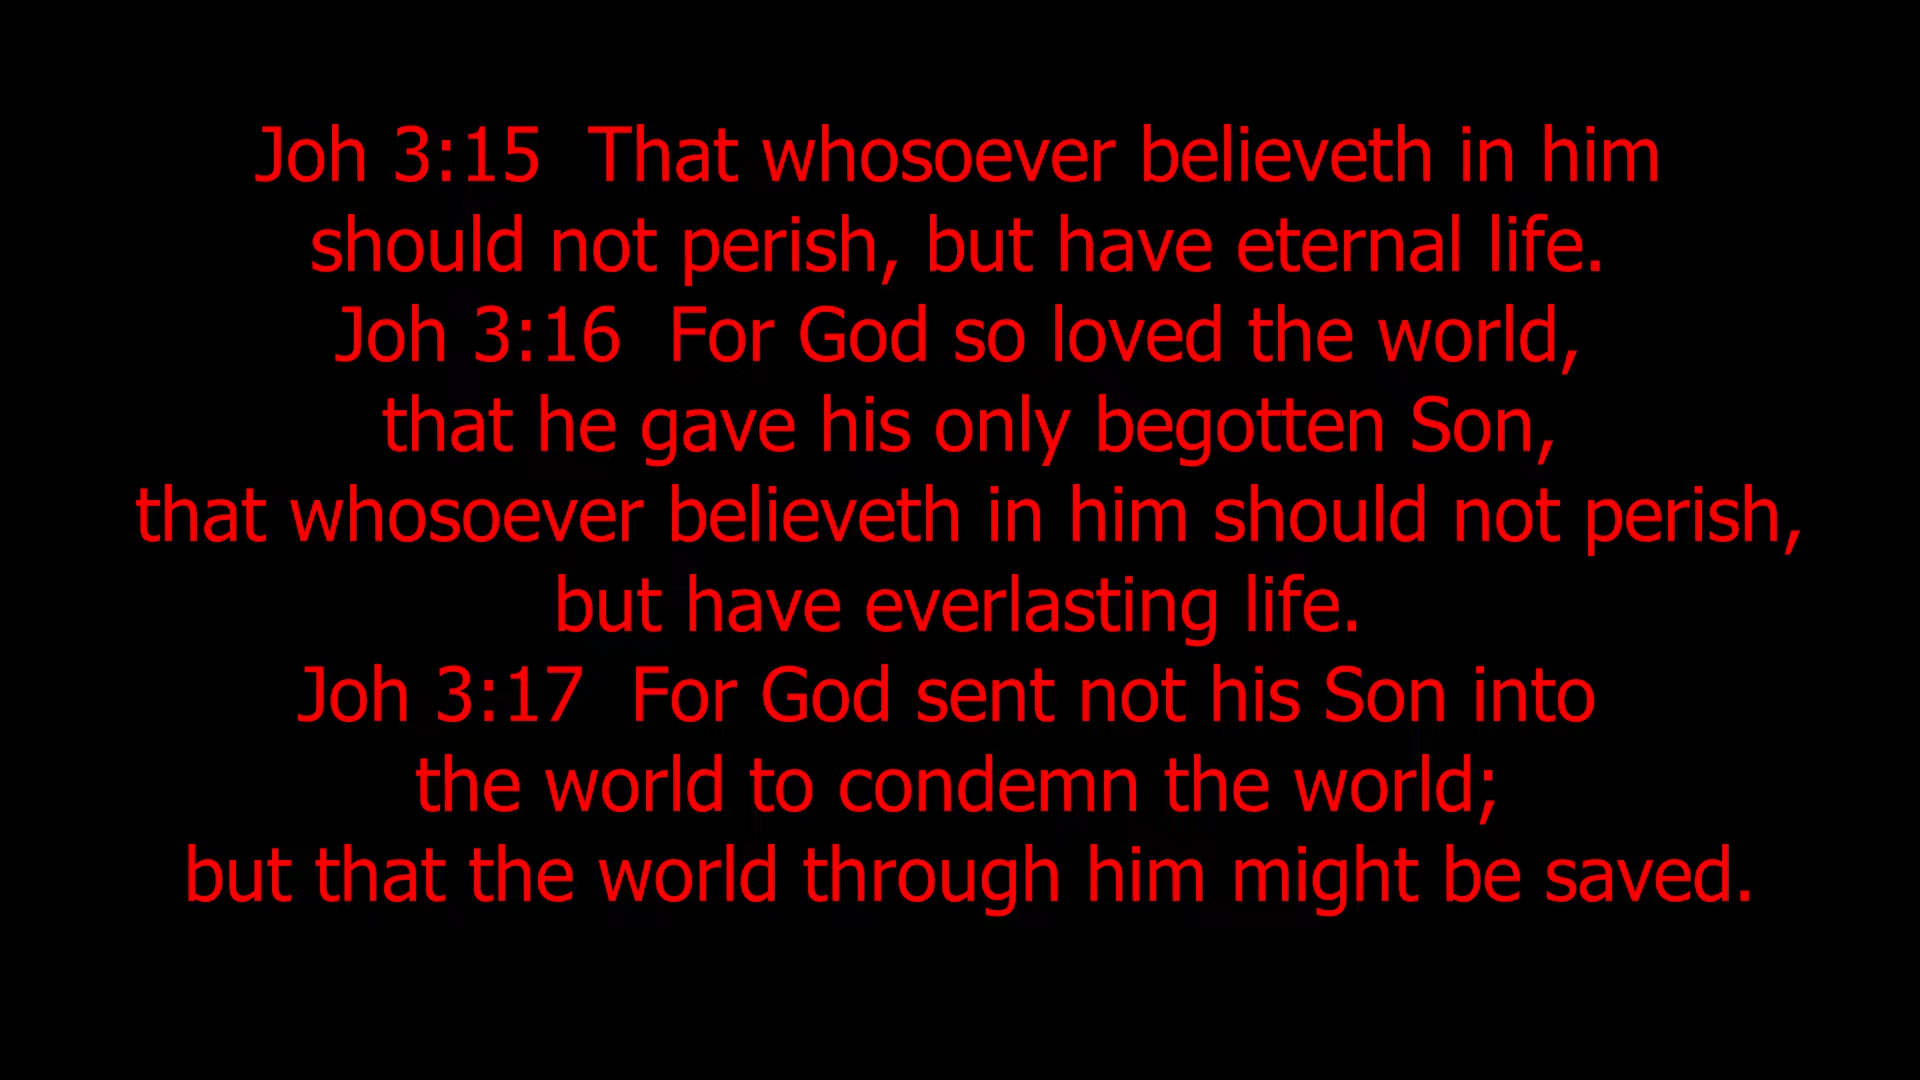 Joh 3:15  That whosoever believeth in him
should not perish, but have eternal life.
Joh 3:16  For God so loved the world,
that he gave his only begotten Son,
that whosoever believeth in him should not perish,
but have everlasting life.
Joh 3:17  For God sent not his Son into
the world to condemn the world;
but that the world through him might be saved.